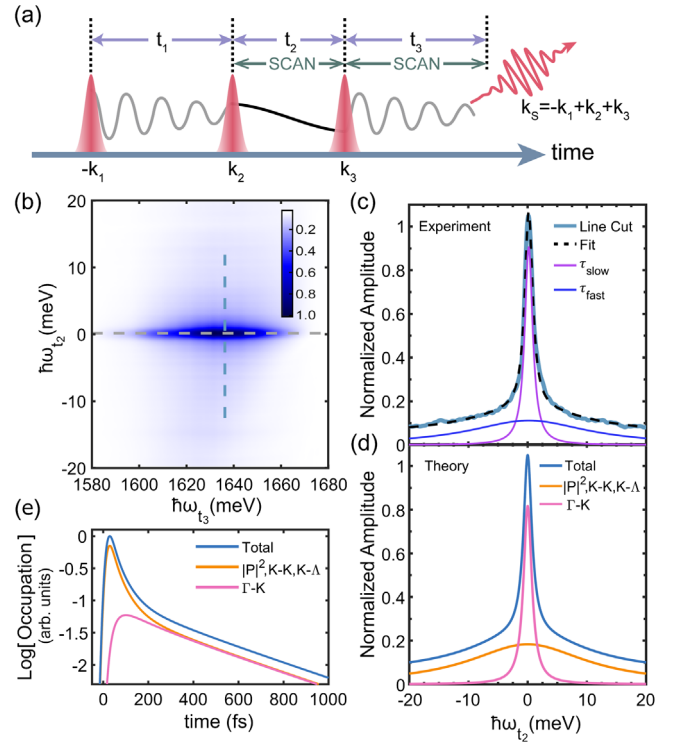 (a)
t1 t2 t3
SCAN SCAN
kS=-k1+k2+k3
time
-k1 k2 k3
(b)
20
10
0
-10
-20
ħωt2(meV)
0.2
0.4
0.6
0.8
1.0
1580 1600 1620 1640 1660 1680
ħωt3(meV)
(c)
Experiment
Line Cut
Fit
τslow
τfast
Normalized Amplitude
1
0.8
0.6
0.4
0.2
0
(d)
Theory
Total
|P|²,K-K,K-Λ
Γ-K
Normalized Amplitude
1
0.8
0.6
0.4
0.2
0
-20 -10 0 10 20
ħωt2(meV)
(e)
Total
|P|²,K-K,K-Λ
Γ-K
Log[ Occupation ]
(arb. units)
0
-0.5
-1
-1.5
-2
0 200 400 600 800 1000
time (fs)